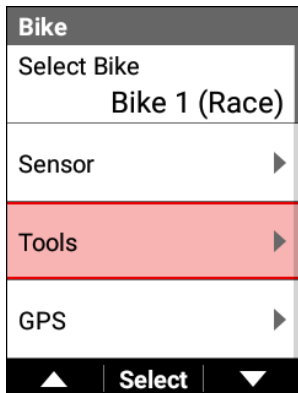 Bike
Select Bike
Bike 1 (Race)
Sensor
Tools
GPS
Select